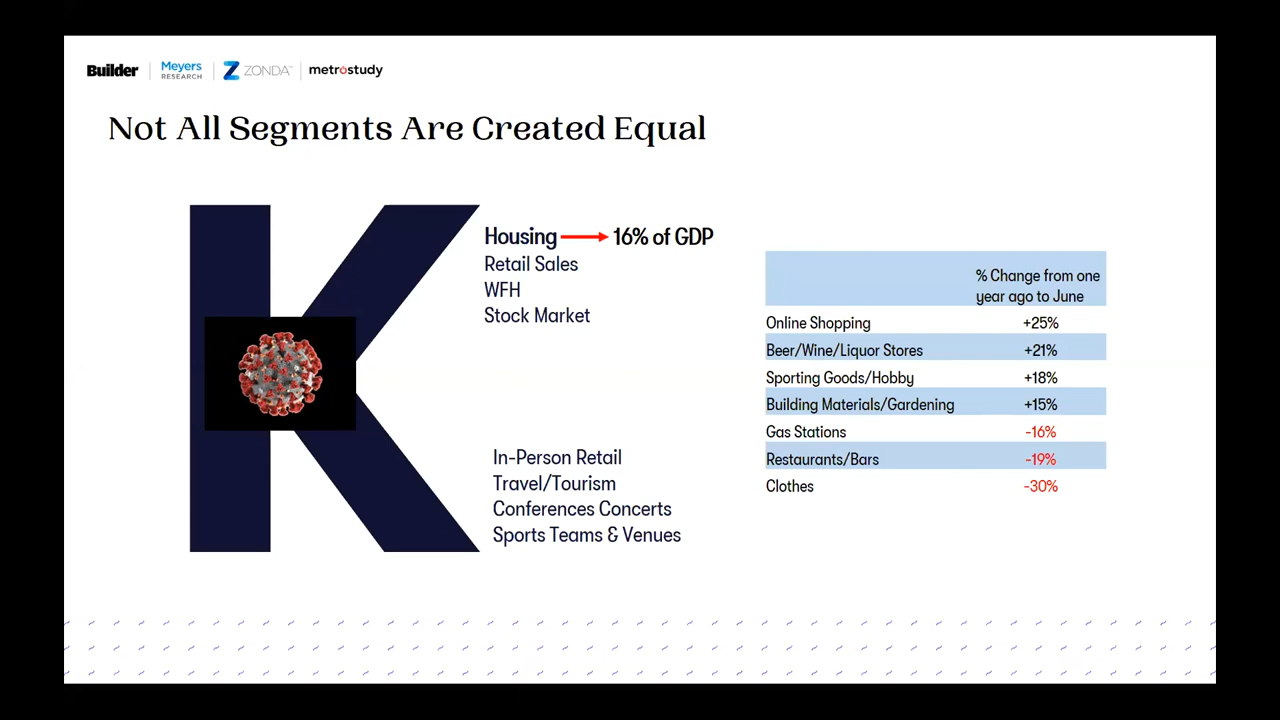 Builder
Meyers
RESEARCH
ZONDA™
metrostudy
Not All Segments Are Created Equal
K
Housing 16% of GDP
Retail Sales
WFH
Stock Market
In-Person Retail
Travel/Tourism
Conferences Concerts
Sports Teams & Venues
% Change from one
year ago to June
Online Shopping +25%
Beer/Wine/Liquor Stores +21%
Sporting Goods/Hobby +18%
Building Materials/Gardening +15%
Gas Stations -16%
Restaurants/Bars -19%
Clothes -30%